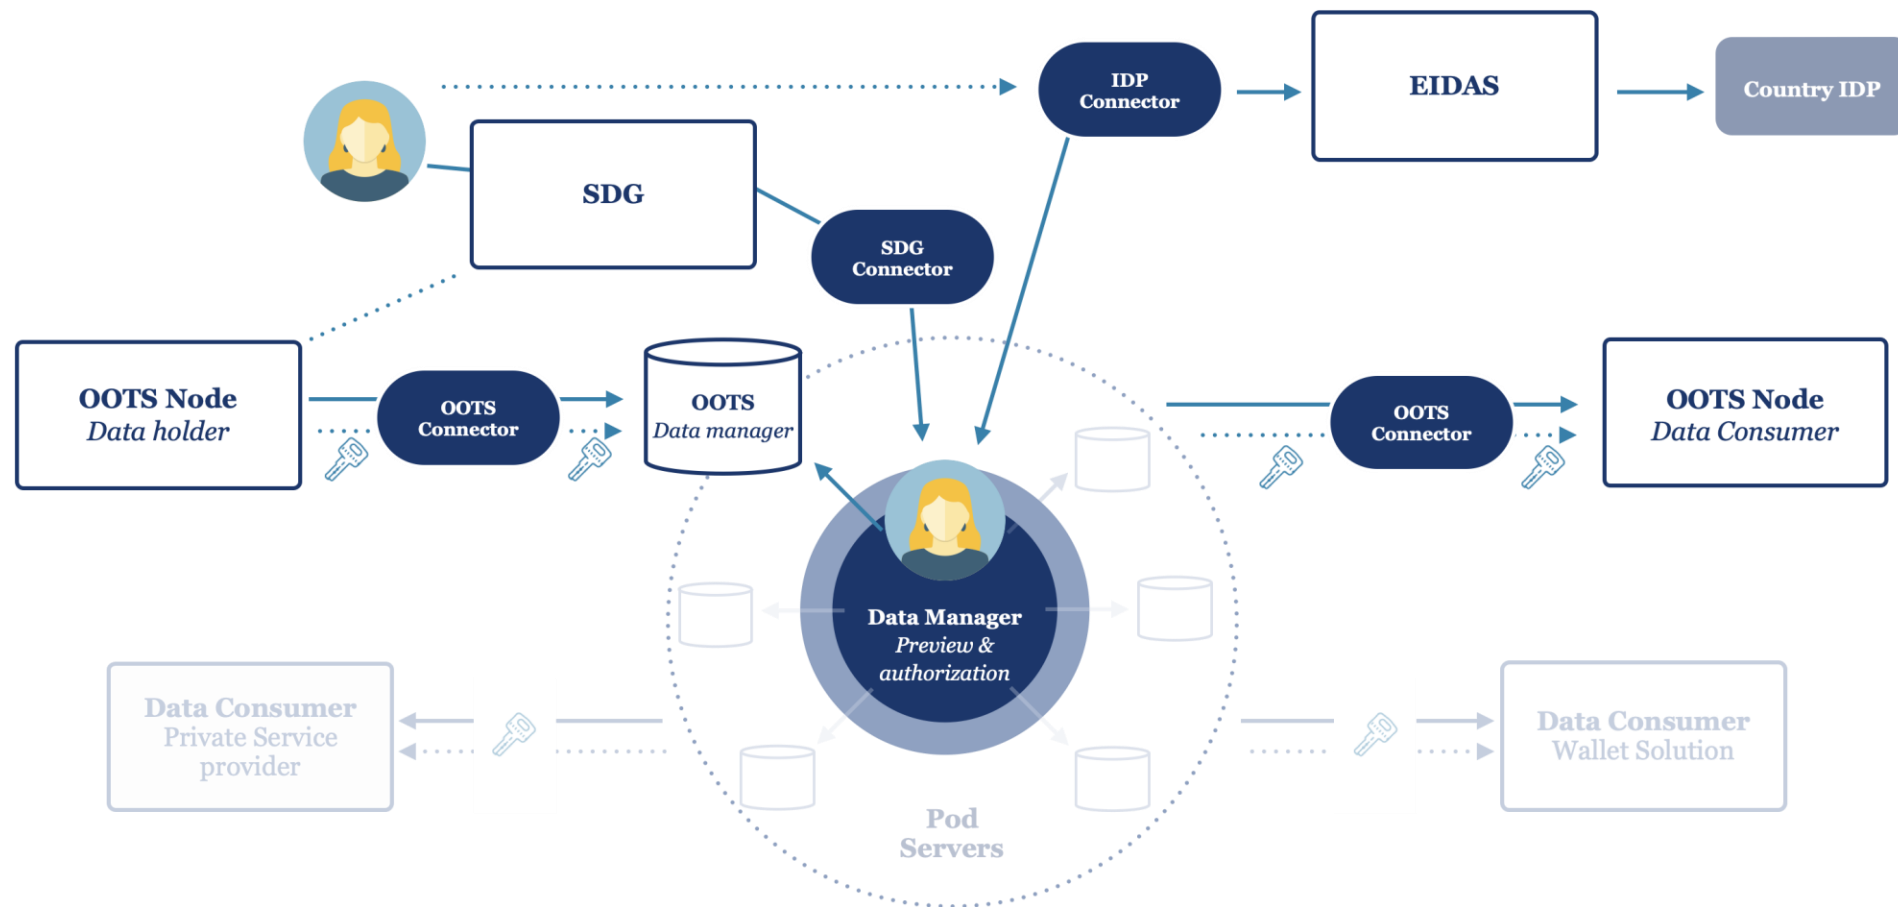 IDP
Connector
EIDAS
Country IDP
SDG
SDG
Connector
OOTS Node
Data holder
OOTS
Connector
OOTS
Data manager
OOTS
Connector
OOTS Node
Data Consumer
Data Manager
Preview &
authorization
Data Consumer
Private Service
provider
Data Consumer
Wallet Solution
Pod
Servers